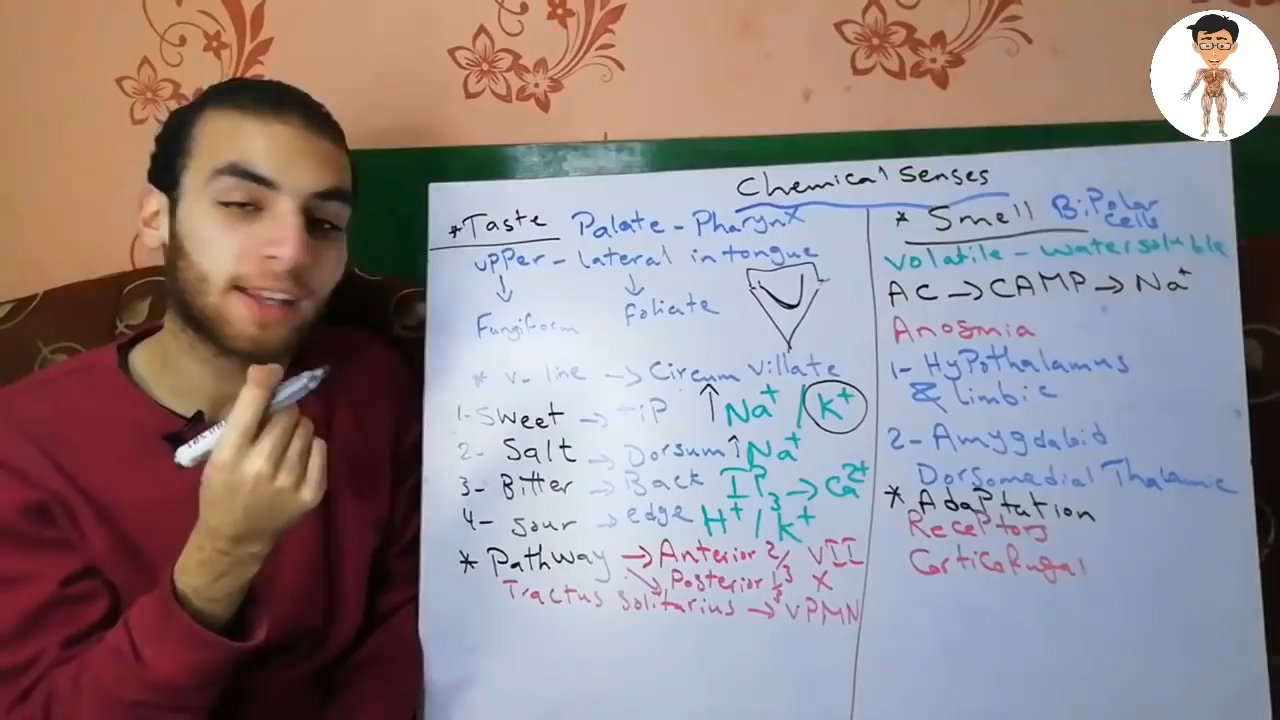 Chemical Senses
*Taste Palate - Pharynx
upper - lateral in tongue
↓ ↓
Fungiform foliate
* V-line → Circum villate
1- Sweet → tip ↑ Na+ / K+
2- Salt → Dorsum ↑ Na+
3- Bitter → Back IP3 → Ca2+
4- Sour → edge H+ / K+
* Pathway → Anterior 2/3 VII
↘ Posterior 1/3 X
Tractus Solitarius → VPMN
* Smell BiPolar cells
volatile - water soluble
AC → CAMP → Na+
Anosmia
1- Hypothalamus
& limbic
2- Amygdaloid
Dorsomedial Thalamic
* Adaptation
Receptors
Corticofugal